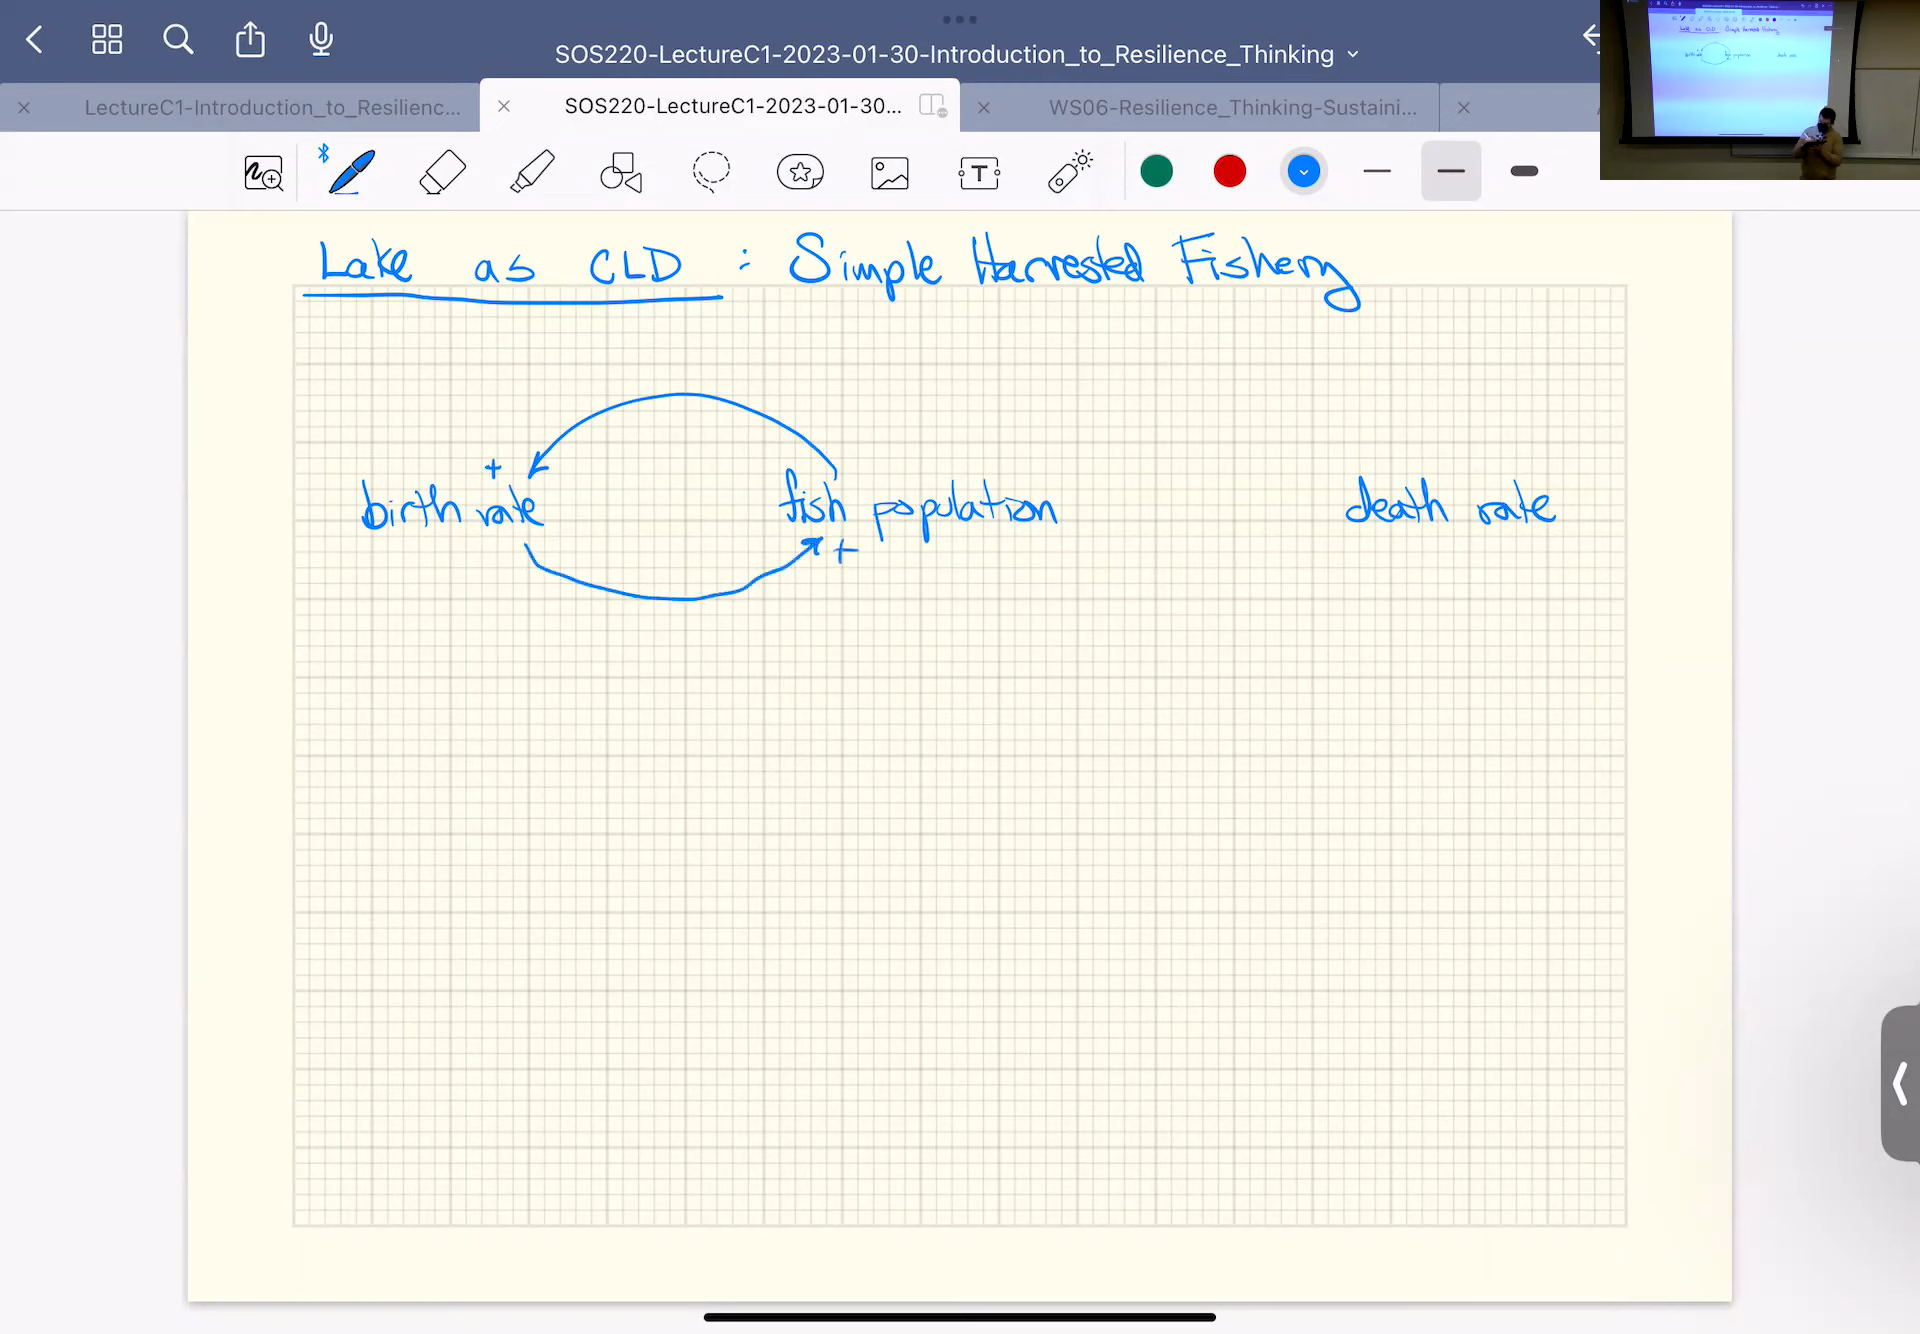 SOS220-LectureC1-2023-01-30-Introduction_to_Resilience_Thinking
LectureC1-Introduction_to_Resilienc...
SOS220-LectureC1-2023-01-30...
WS06-Resilience_Thinking-Sustaini...
T
Lake as CLD : Simple Harvested Fishery
+
birth rate fish population death rate
+